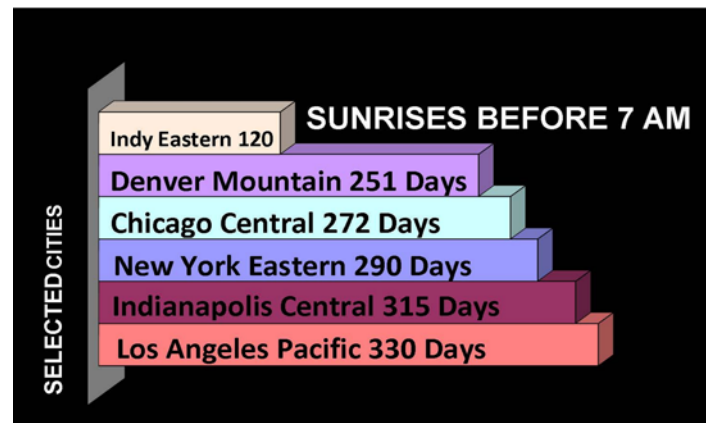 SUNRISES BEFORE 7 AM
Indy Eastern 120
Denver Mountain 251 Days
Chicago Central 272 Days
New York Eastern 290 Days
Indianapolis Central 315 Days
Los Angeles Pacific 330 Days
SELECTED CITIES